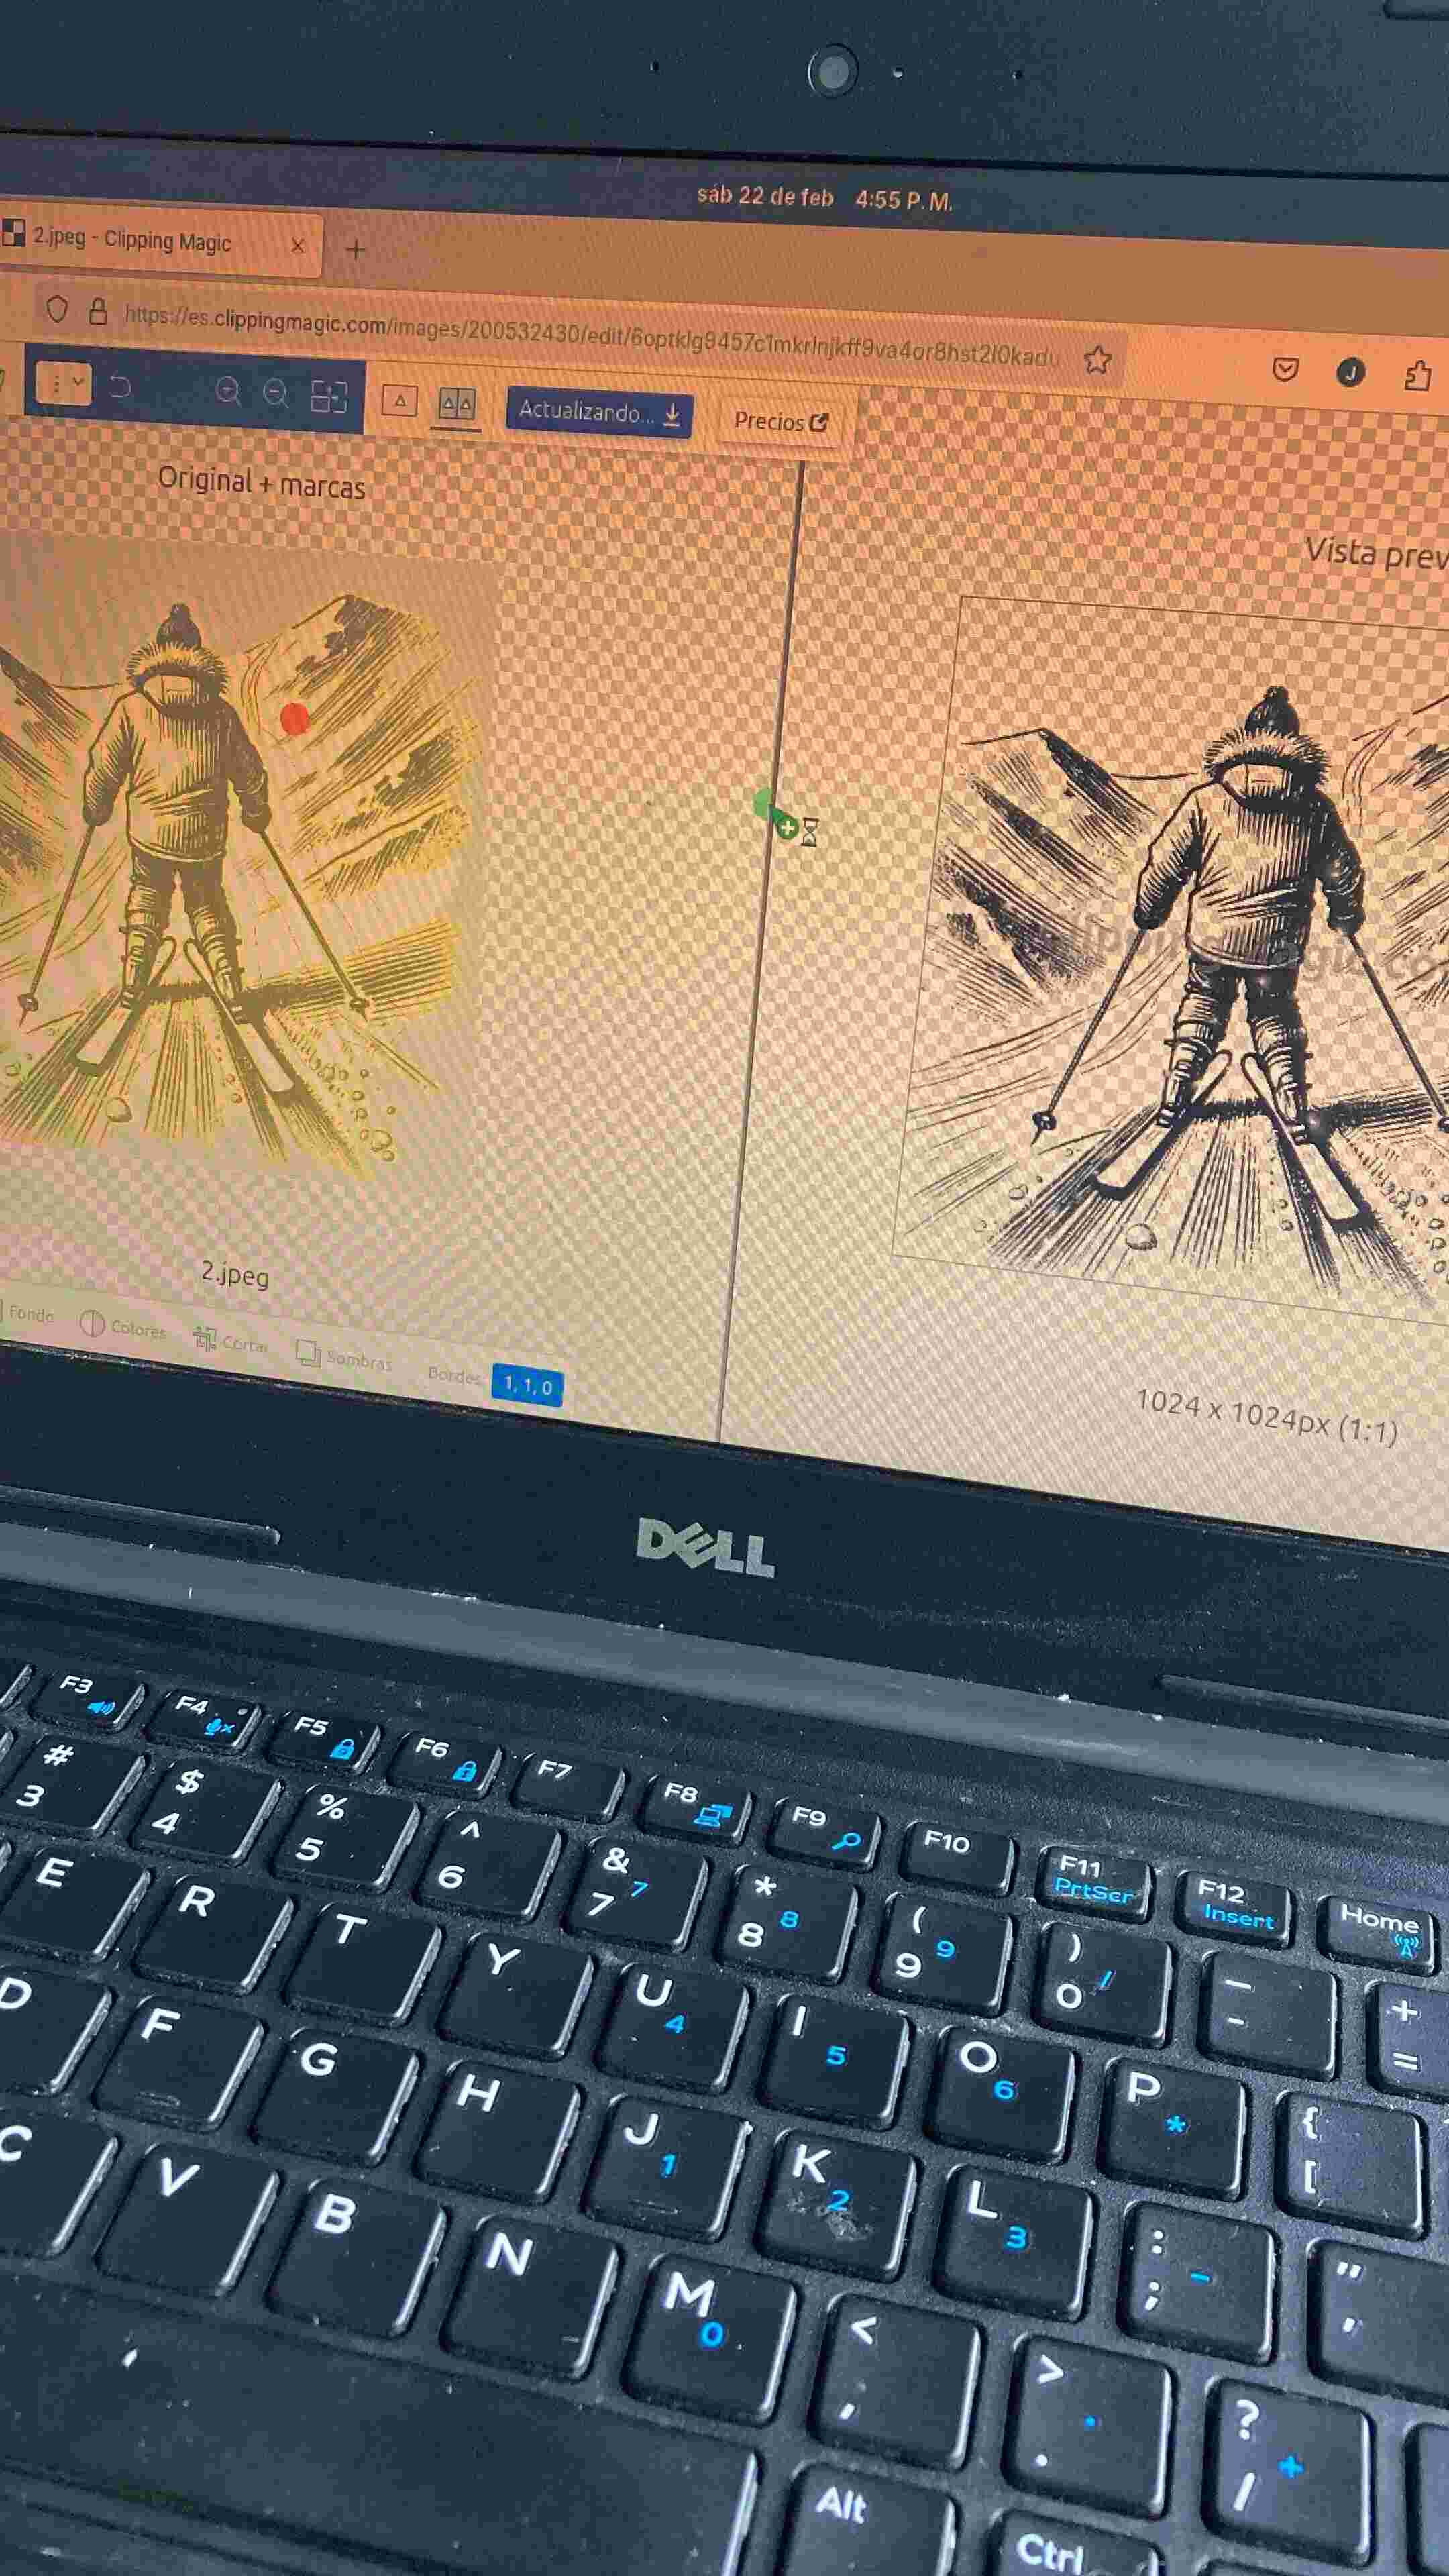 sáb 22 de feb 4:55 P. M.
2.jpeg - Clipping Magic
https://es.clippingmagic.com/images/200532430/edit/6optklg9457c1mkrlnjkff9va4or8hst2l0kadu
Actualizando...
Precios
Original + marcas
Vista prev
2.jpeg
Fondo
Colores
Cortar
Sombras
Bordes
1, 1, 0
1024 x 1024px (1:1)
DELL
F3 F4 F5 F6 F7 F8 F9 F10 F11 PrtScr F12 Insert Home
# 3 $ 4 % 5 ^ 6 & 7 7 * 8 8 ( 9 9 ) 0 / _ - + =
E R T Y U 4 I 5 O 6 P * { [
D F G H J 1 K 2 L 3 : ; - " '
C V B N M 0 < , > . . ? / +
Alt Ctrl